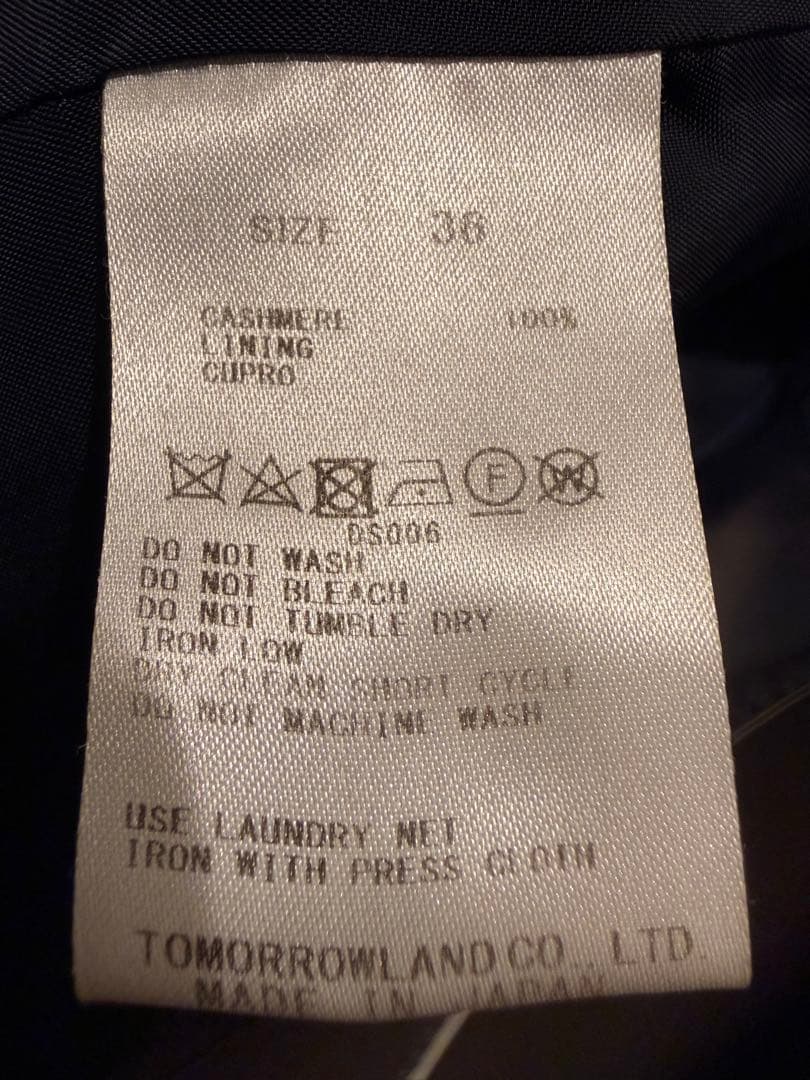 SIZE 36
CASHMERE 100%
LINING
CUPRO
F W
DS006
DO NOT WASH
DO NOT BLEACH
DO NOT TUMBLE DRY
IRON LOW
DRY CLEAN SHORT CYCLE
DO NOT MACHINE WASH
USE LAUNDRY NET
IRON WITH PRESS CLOTH
TOMORROWLAND CO., LTD.
MADE IN JAPAN